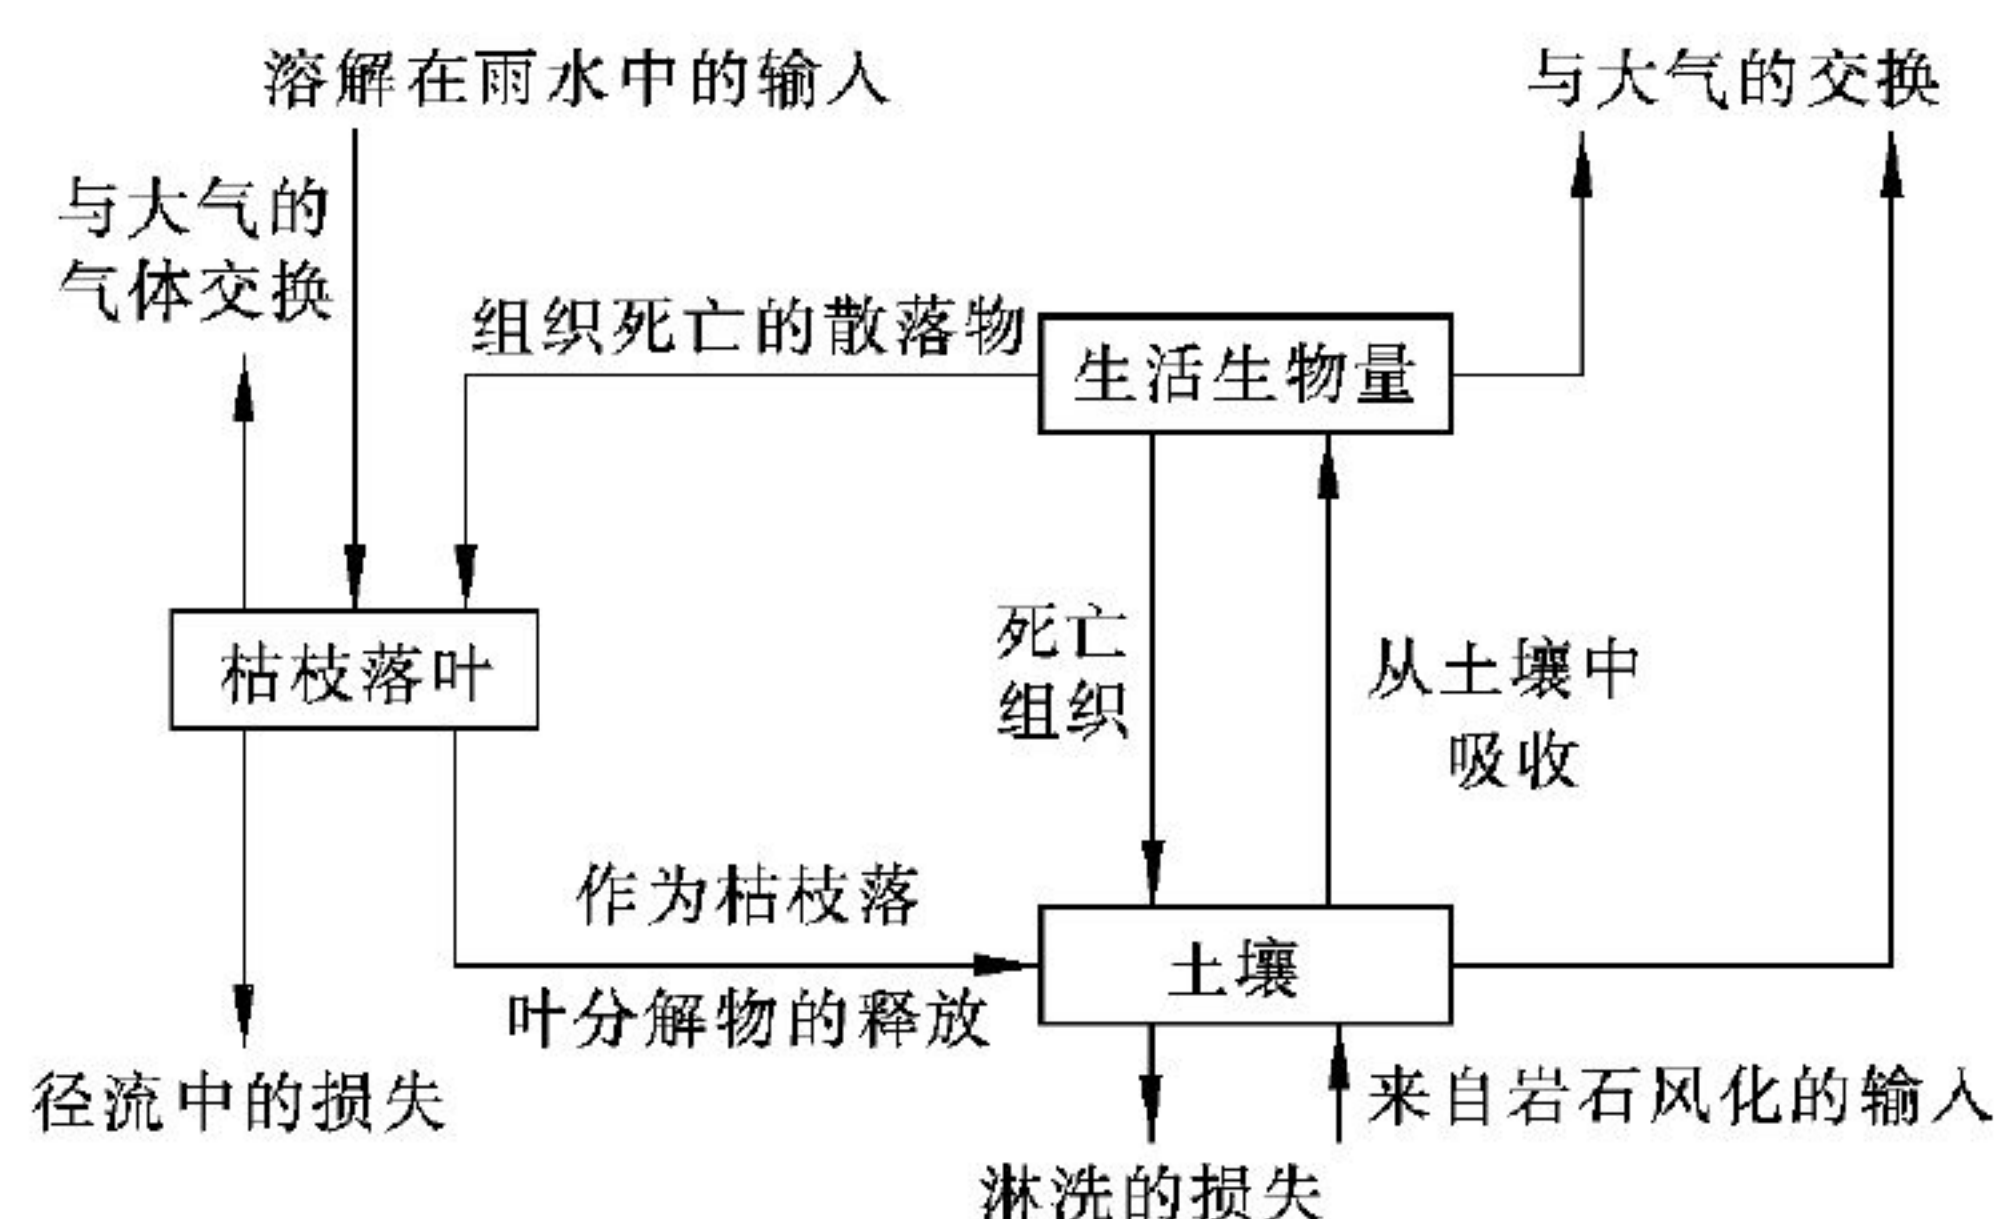 溶解在雨水中的输入
与大气的交换
与大气的
气体交换
组织死亡的散落物
生活生物量
枯枝落叶
死亡
组织
从土壤中
吸收
作为枯枝落
叶分解物的释放
土壤
径流中的损失
来自岩石风化的输入
淋洗的损失